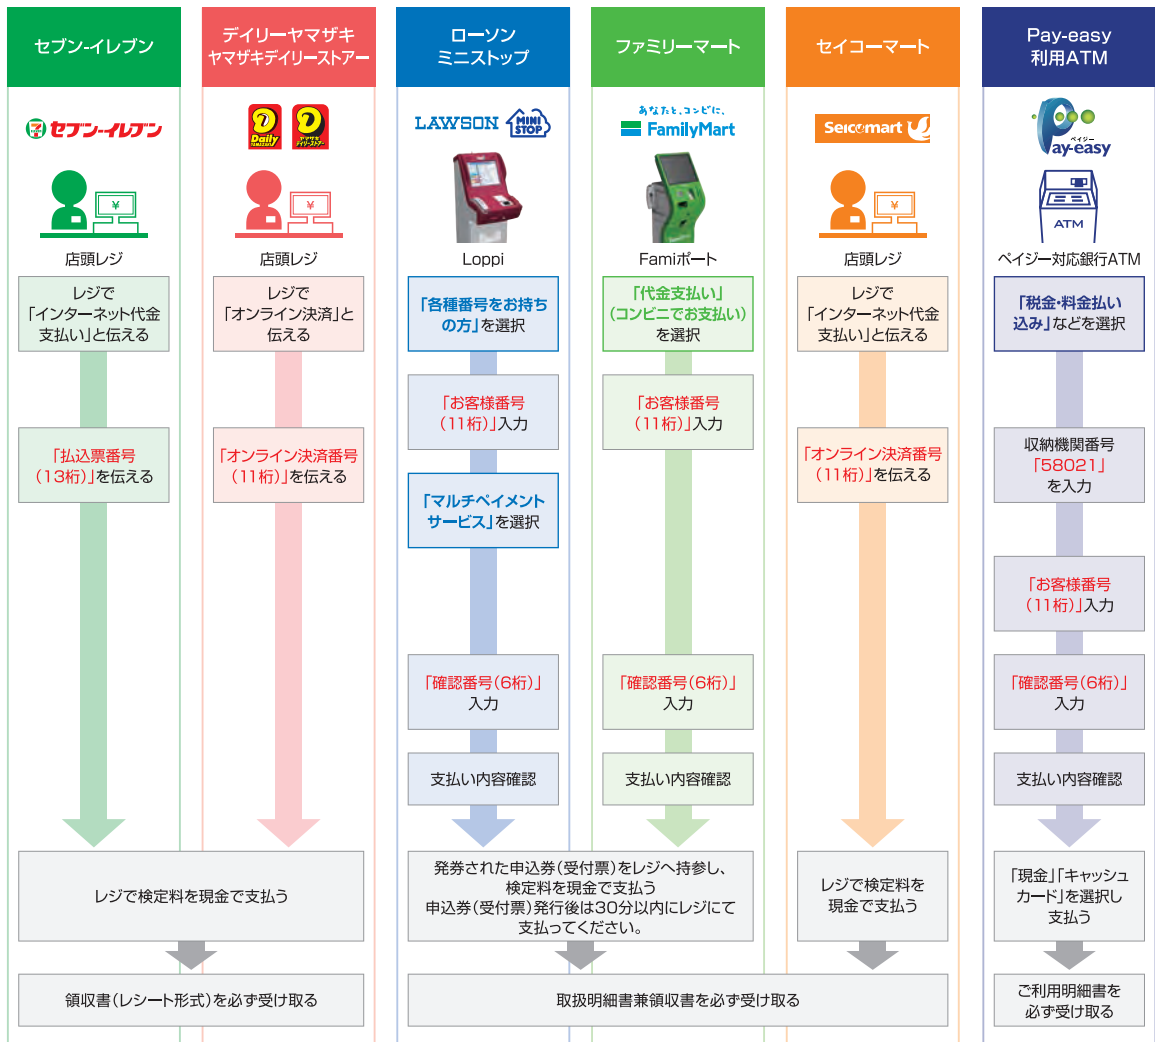 セブン-イレブン
デイリーヤマザキ
ヤマザキデイリーストアー
ローソン
ミニストップ
ファミリーマート
セイコーマート
Pay-easy
利用ATM
セブン-イレブン
Daily
YAMAZAKI
ヤマザキ
デイリーストアー
LAWSON
MINI
STOP
あなたと、コンビに、
FamilyMart
Seicomart
ペイジー
Pay-easy
¥
¥
¥
ATM
店頭レジ
店頭レジ
Loppi
Famiポート
店頭レジ
ペイジー対応銀行ATM
レジで
「インターネット代金
支払い」と伝える
レジで
「オンライン決済」と
伝える
「各種番号をお持ち
の方」を選択
「代金支払い」
(コンビニでお支払い)
を選択
レジで
「インターネット代金
支払い」と伝える
「税金・料金払い
込み」などを選択
「お客様番号
(11桁)」入力
「お客様番号
(11桁)」入力
「払込票番号
(13桁)」を伝える
「オンライン決済番号
(11桁)」を伝える
「マルチペイメント
サービス」を選択
「オンライン決済番号
(11桁)」を伝える
収納機関番号
「58021」
を入力
「お客様番号
(11桁)」入力
「確認番号(6桁)」
入力
「確認番号(6桁)」
入力
「確認番号(6桁)」
入力
支払い内容確認
支払い内容確認
支払い内容確認
レジで検定料を現金で支払う
発券された申込券(受付票)をレジへ持参し、
検定料を現金で支払う
申込券(受付票)発行後は30分以内にレジにて
支払ってください。
レジで検定料を
現金で支払う
「現金」「キャッシュ
カード」を選択し
支払う
領収書(レシート形式)を必ず受け取る
取扱明細書兼領収書を必ず受け取る
ご利用明細書を
必ず受け取る